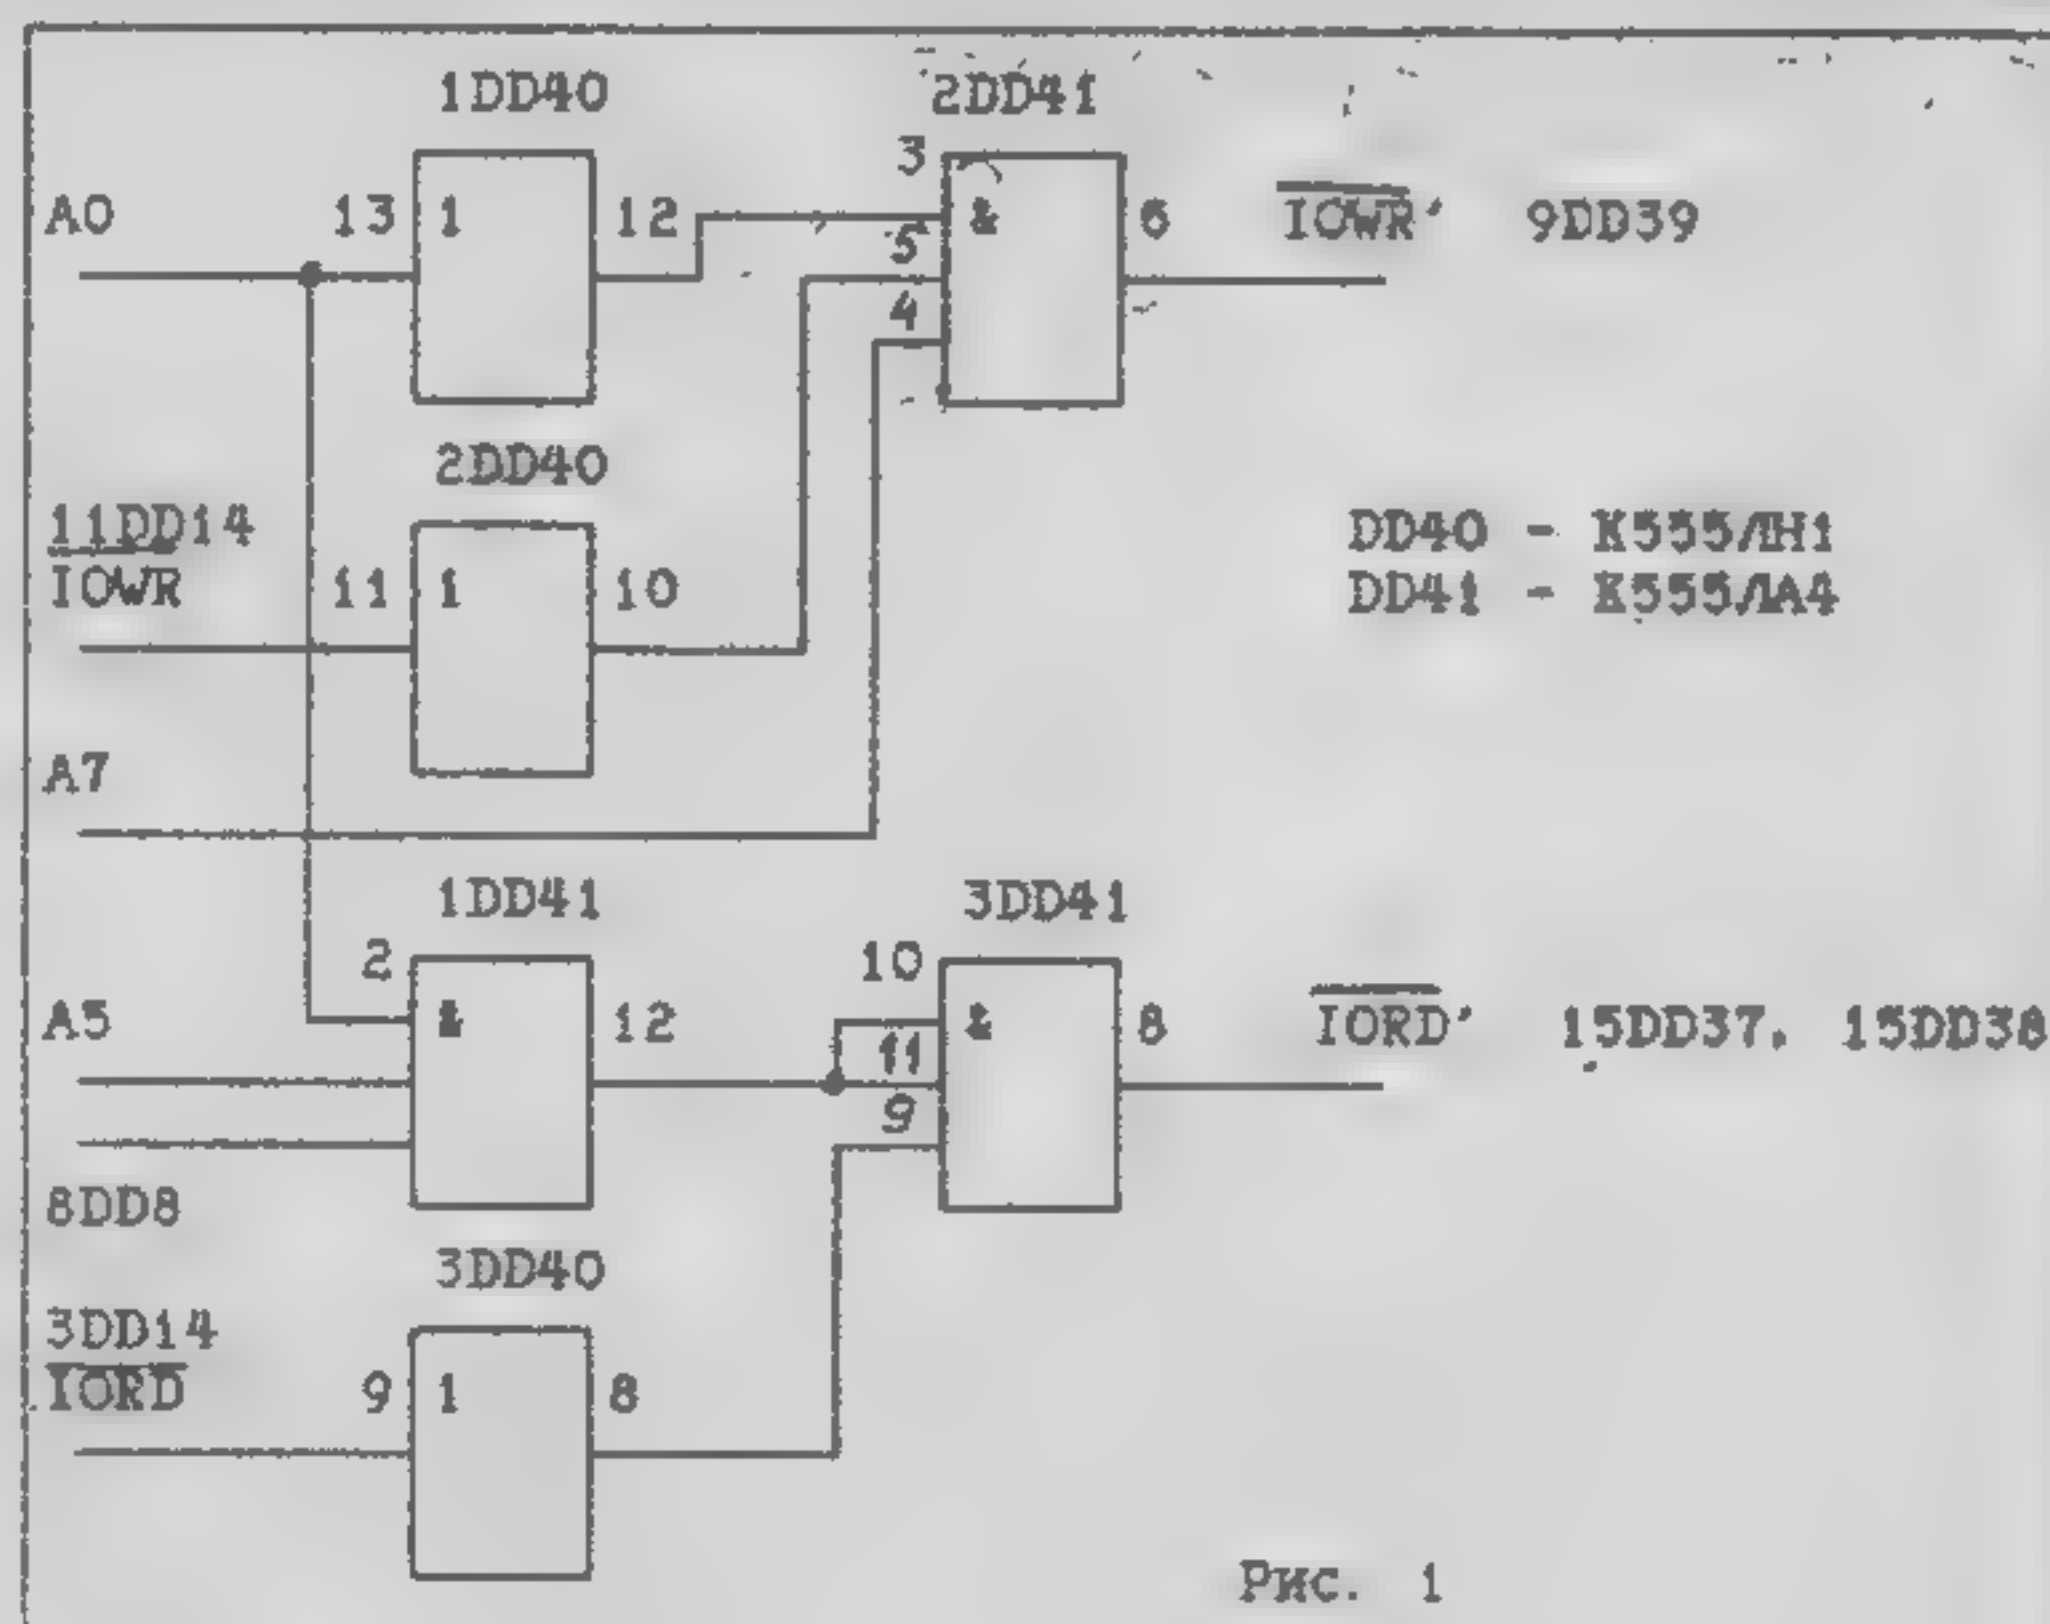 1DD40
2DD41
3
A0
13
1
12
&
6
IOWR' 9DD39
5
4
2DD40
11DD14
IOWR
11
1
10
DD40 - К555ЛН1
DD41 - К555ЛА4
A7
1DD41
3DD41
2
10
A5
&
12
&
8
IORD' 15DD37, 15DD38
11
9
8DD8
3DD40
3DD14
IORD
9
1
8
Рис. 1